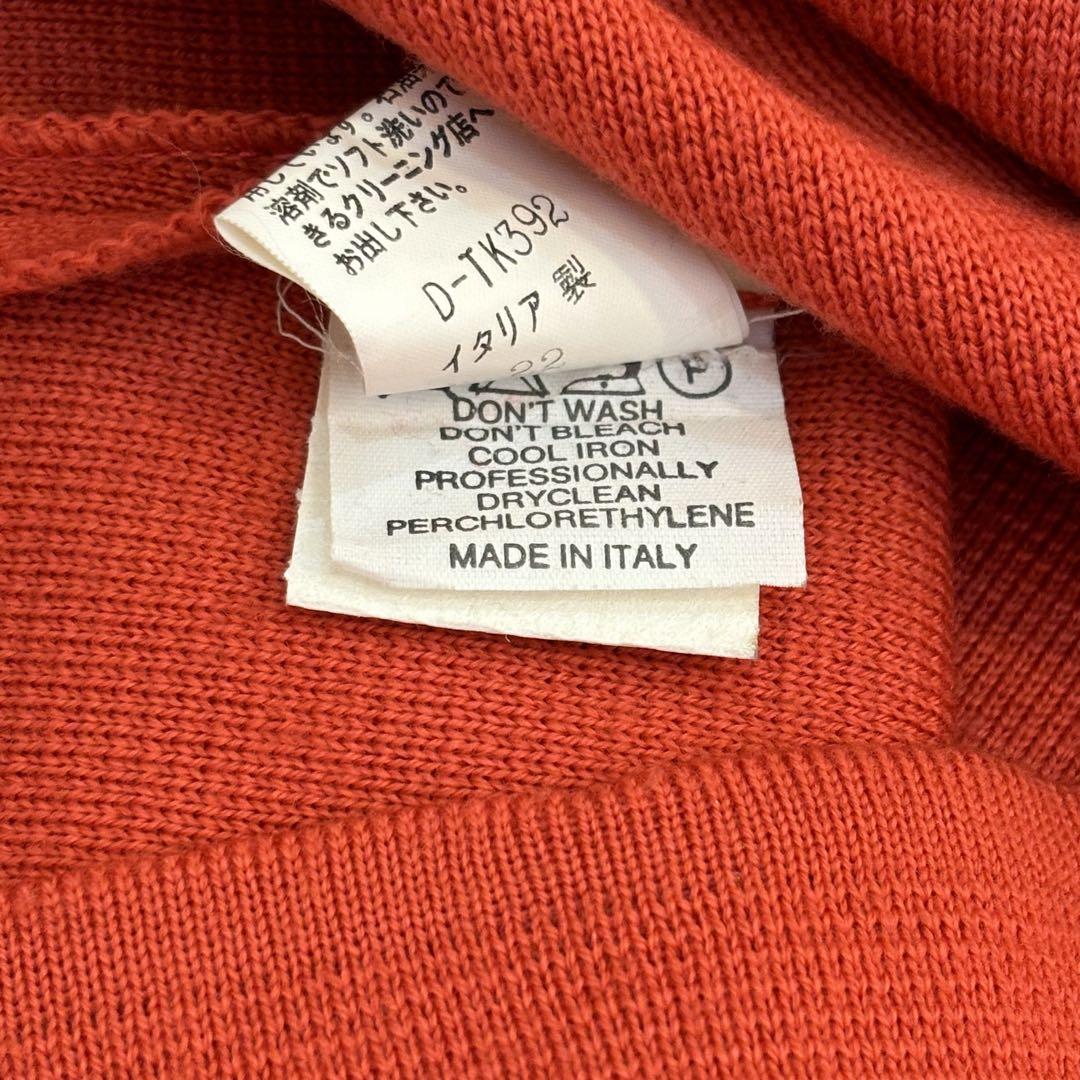 溶剤でソフト洗いので
きるクリーニング店へ
お出し下さい。
D-TK392
イタリア製
22
DON'T WASH
DON'T BLEACH
COOL IRON
PROFESSIONALLY
DRYCLEAN
PERCHLORETHYLENE
MADE IN ITALY